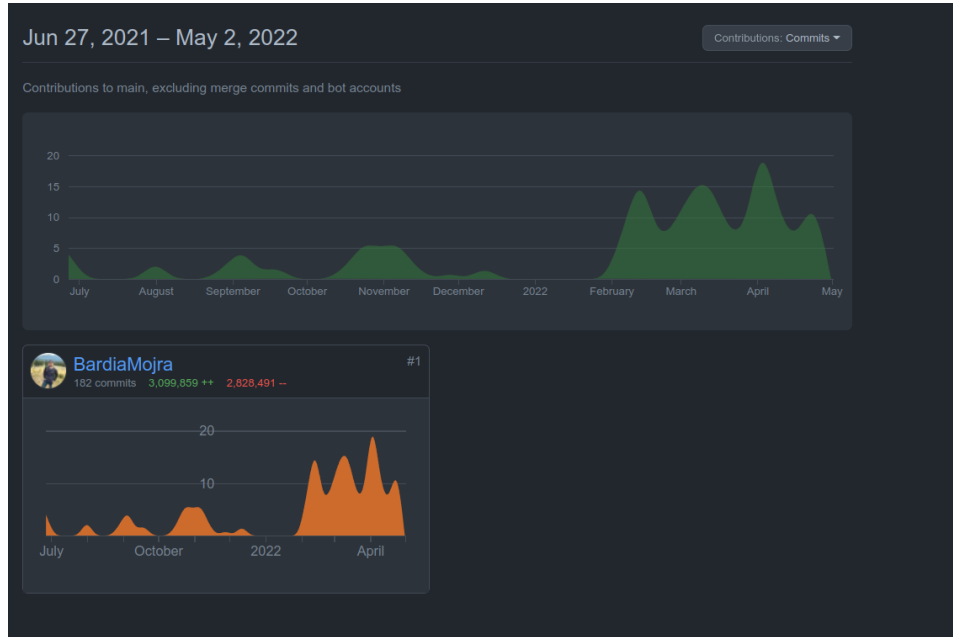 Jun 27, 2021 – May 2, 2022
Contributions: Commits
Contributions to main, excluding merge commits and bot accounts
20
15
10
5
0
July August September October November December 2022 February March April May
BardiaMojra #1
182 commits 3,099,859 ++ 2,828,491 --
20
10
July October 2022 April